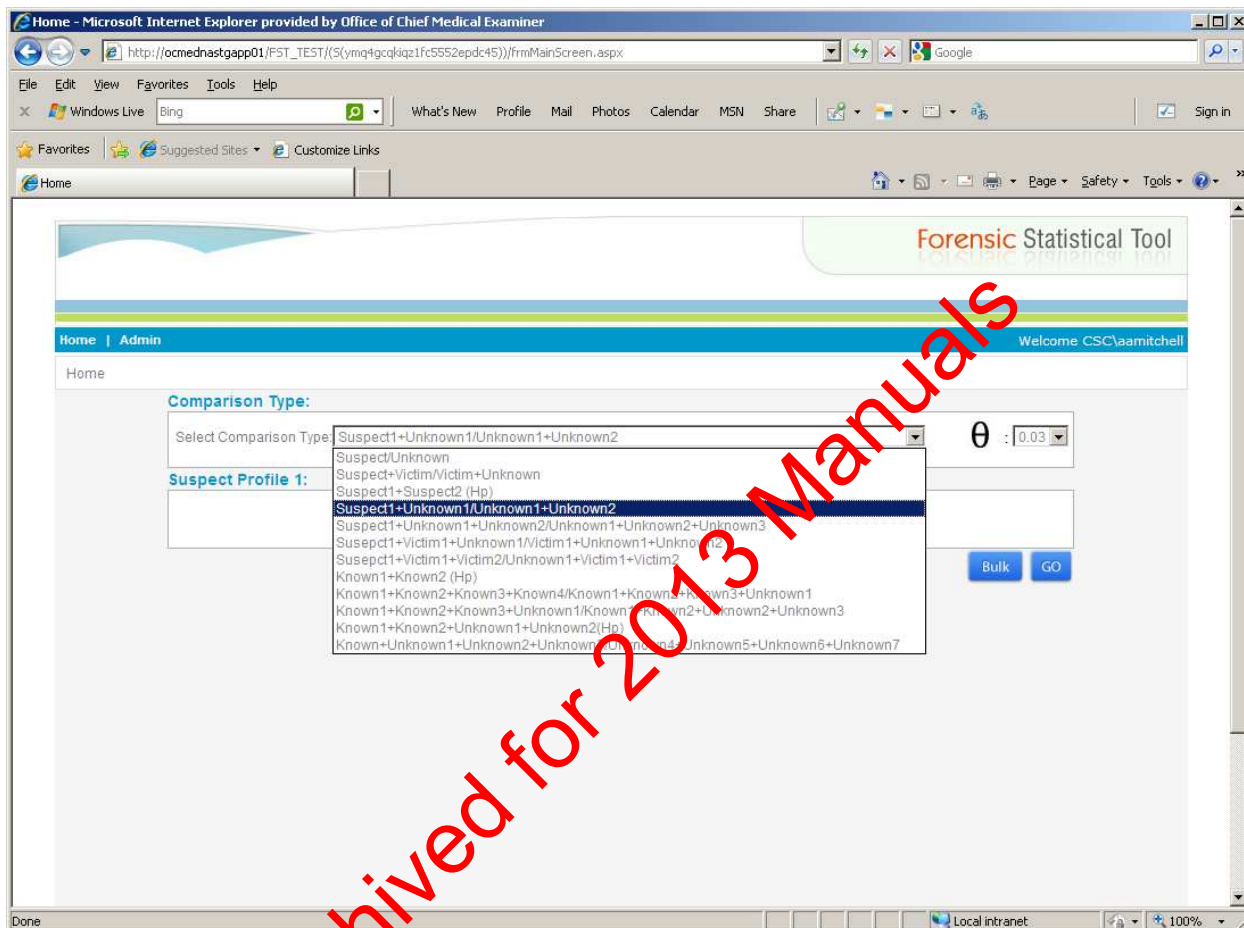 Home - Microsoft Internet Explorer provided by Office of Chief Medical Examiner
http://ocmednastgapp01/FST_TEST/(S(ymq4gcqkiqz1fc5552epdc45))/frmMainScreen.aspx
Google
File Edit View Favorites Tools Help
x Windows Live Bing What's New Profile Mail Photos Calendar MSN Share Sign in
Favorites Suggested Sites Customize Links
Home Page Safety Tools »
Forensic Statistical Tool
Home | Admin Welcome CSC\aamitchell
Home
Comparison Type:
Select Comparison Type: Suspect1+Unknown1/Unknown1+Unknown2 θ : 0.03
Suspect/Unknown
Suspect+Victim/Victim+Unknown
Suspect1+Suspect2 (Hp)
Suspect1+Unknown1/Unknown1+Unknown2
Suspect1+Unknown1+Unknown2/Unknown1+Unknown2+Unknown3
Susepct1+Victim1+Unknown1/Victim1+Unknown1+Unknown2
Susepct1+Victim1+Victim2/Unknown1+Victim1+Victim2
Known1+Known2 (Hp)
Known1+Known2+Known3+Known4/Known1+Known2+Known3+Unknown1
Known1+Known2+Known3+Unknown1/Known1+Known2+Unknown2+Unknown3
Known1+Known2+Unknown1+Unknown2(Hp)
Known+Unknown1+Unknown2+Unknown3/Unknown4+Unknown5+Unknown6+Unknown7
Suspect Profile 1:
Bulk GO
hived for 2013 Manuals
Done Local intranet 100%